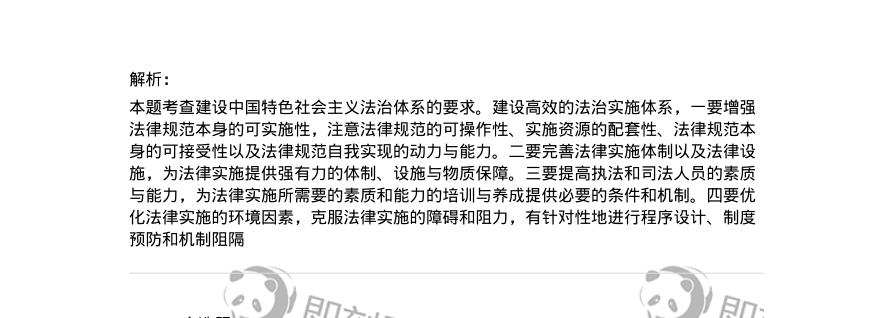 解析：
本题考查建设中国特色社会主义法治体系的要求。建设高效的法治实施体系，一要增强
法律规范本身的可实施性，注意法律规范的可操作性、实施资源的配套性、法律规范本
身的可接受性以及法律规范自我实现的动力与能力。二要完善法律实施体制以及法律设
施，为法律实施提供强有力的体制、设施与物质保障。三要提高执法和司法人员的素质
与能力，为法律实施所需要的素质和能力的培训与养成提供必要的条件和机制。四要优
化法律实施的环境因素，克服法律实施的障碍和阻力，有针对性地进行程序设计、制度
预防和机制阻隔